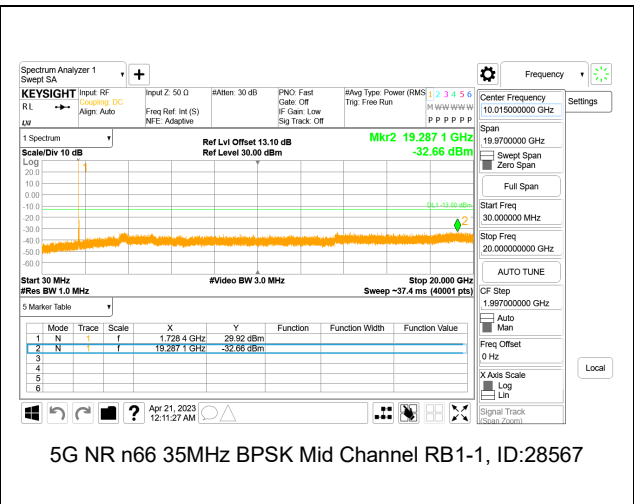 Spectrum Analyzer 1
Swept SA
Frequency
KEYSIGHT
RL
LXI
Input: RF
Coupling: DC
Align: Auto
Input Z: 50 Ω
Freq Ref: Int (S)
NFE: Adaptive
#Atten: 30 dB
PNO: Fast
Gate: Off
IF Gain: Low
Sig Track: Off
#Avg Type: Power (RMS
Trig: Free Run
1 2 3 4 5 6
M W W W W W
P P P P P P
1 Spectrum
Scale/Div 10 dB
Ref Lvl Offset 13.10 dB
Ref Level 30.00 dBm
Mkr2 19.287 1 GHz
-32.66 dBm
Log
20.0
10.0
0.00
-10.0
-20.0
-30.0
-40.0
-50.0
-60.0
1
DL1 -13.00 dBm
2
Start 30 MHz
#Res BW 1.0 MHz
#Video BW 3.0 MHz
Stop 20.000 GHz
Sweep ~37.4 ms (40001 pts)
5 Marker Table
Mode Trace Scale X Y Function Function Width Function Value
1 N 1 f 1.728 4 GHz 29.92 dBm
2 N 1 f 19.287 1 GHz -32.66 dBm
3
4
5
6
Center Frequency
10.015000000 GHz
Settings
Span
19.9700000 GHz
Swept Span
Zero Span
Full Span
Start Freq
30.000000 MHz
Stop Freq
20.000000000 GHz
AUTO TUNE
CF Step
1.997000000 GHz
Auto
Man
Freq Offset
0 Hz
X Axis Scale
Log
Lin
Local
Signal Track
(Span Zoom)
?
Apr 21, 2023
12:11:27 AM
5G NR n66 35MHz BPSK Mid Channel RB1-1, ID:28567